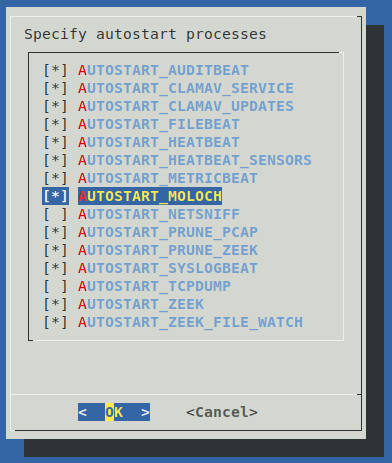 Specify autostart processes
[*] AUTOSTART_AUDITBEAT
[*] AUTOSTART_CLAMAV_SERVICE
[*] AUTOSTART_CLAMAV_UPDATES
[*] AUTOSTART_FILEBEAT
[*] AUTOSTART_HEATBEAT
[*] AUTOSTART_HEATBEAT_SENSORS
[*] AUTOSTART_METRICBEAT
[*] AUTOSTART_MOLOCH
[ ] AUTOSTART_NETSNIFF
[*] AUTOSTART_PRUNE_PCAP
[*] AUTOSTART_PRUNE_ZEEK
[*] AUTOSTART_SYSLOGBEAT
[ ] AUTOSTART_TCPDUMP
[*] AUTOSTART_ZEEK
[*] AUTOSTART_ZEEK_FILE_WATCH
<  OK  > <Cancel>